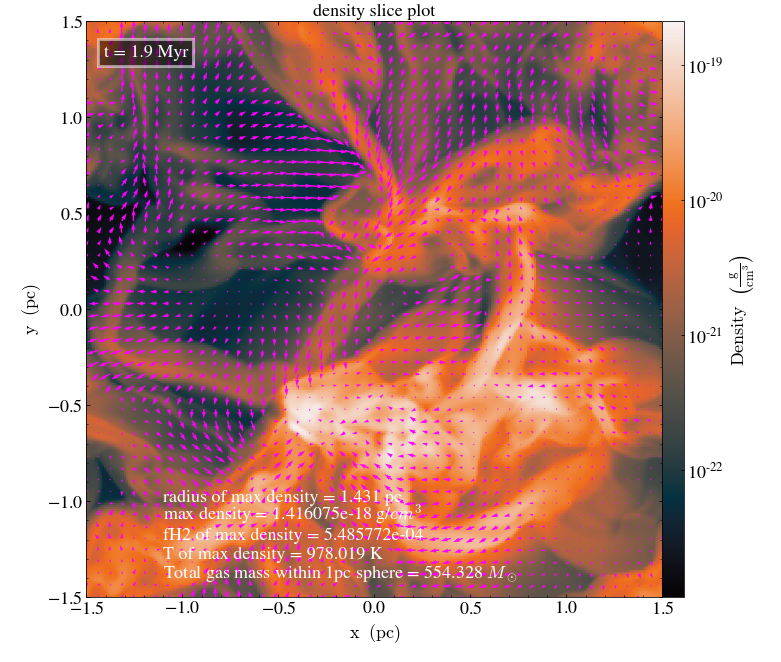 density slice plot
t = 1.9 Myr
1.5
1.0
0.5
0.0
−0.5
−1.0
−1.5
y (pc)
radius of max density = 1.431 pc
max density = 1.416075e-18 g/cm³
fH2 of max density = 5.485772e-04
T of max density = 978.019 K
Total gas mass within 1pc sphere = 554.328 M☉
−1.5 −1.0 −0.5 0.0 0.5 1.0 1.5
x (pc)
10⁻¹⁹
10⁻²⁰
10⁻²¹
10⁻²²
Density (g/cm³)